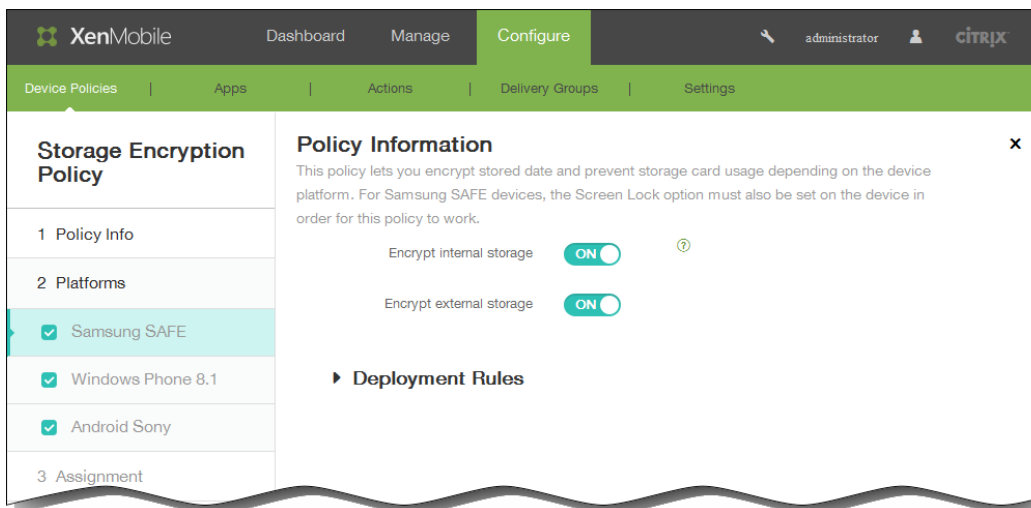 XenMobile Dashboard Manage Configure administrator CİTRIX
Device Policies | Apps | Actions | Delivery Groups | Settings
Storage Encryption
Policy
1 Policy Info
2 Platforms
Samsung SAFE
Windows Phone 8.1
Android Sony
3 Assignment
Policy Information
x
This policy lets you encrypt stored date and prevent storage card usage depending on the device
platform. For Samsung SAFE devices, the Screen Lock option must also be set on the device in
order for this policy to work.
Encrypt internal storage ON ?
Encrypt external storage ON
Deployment Rules